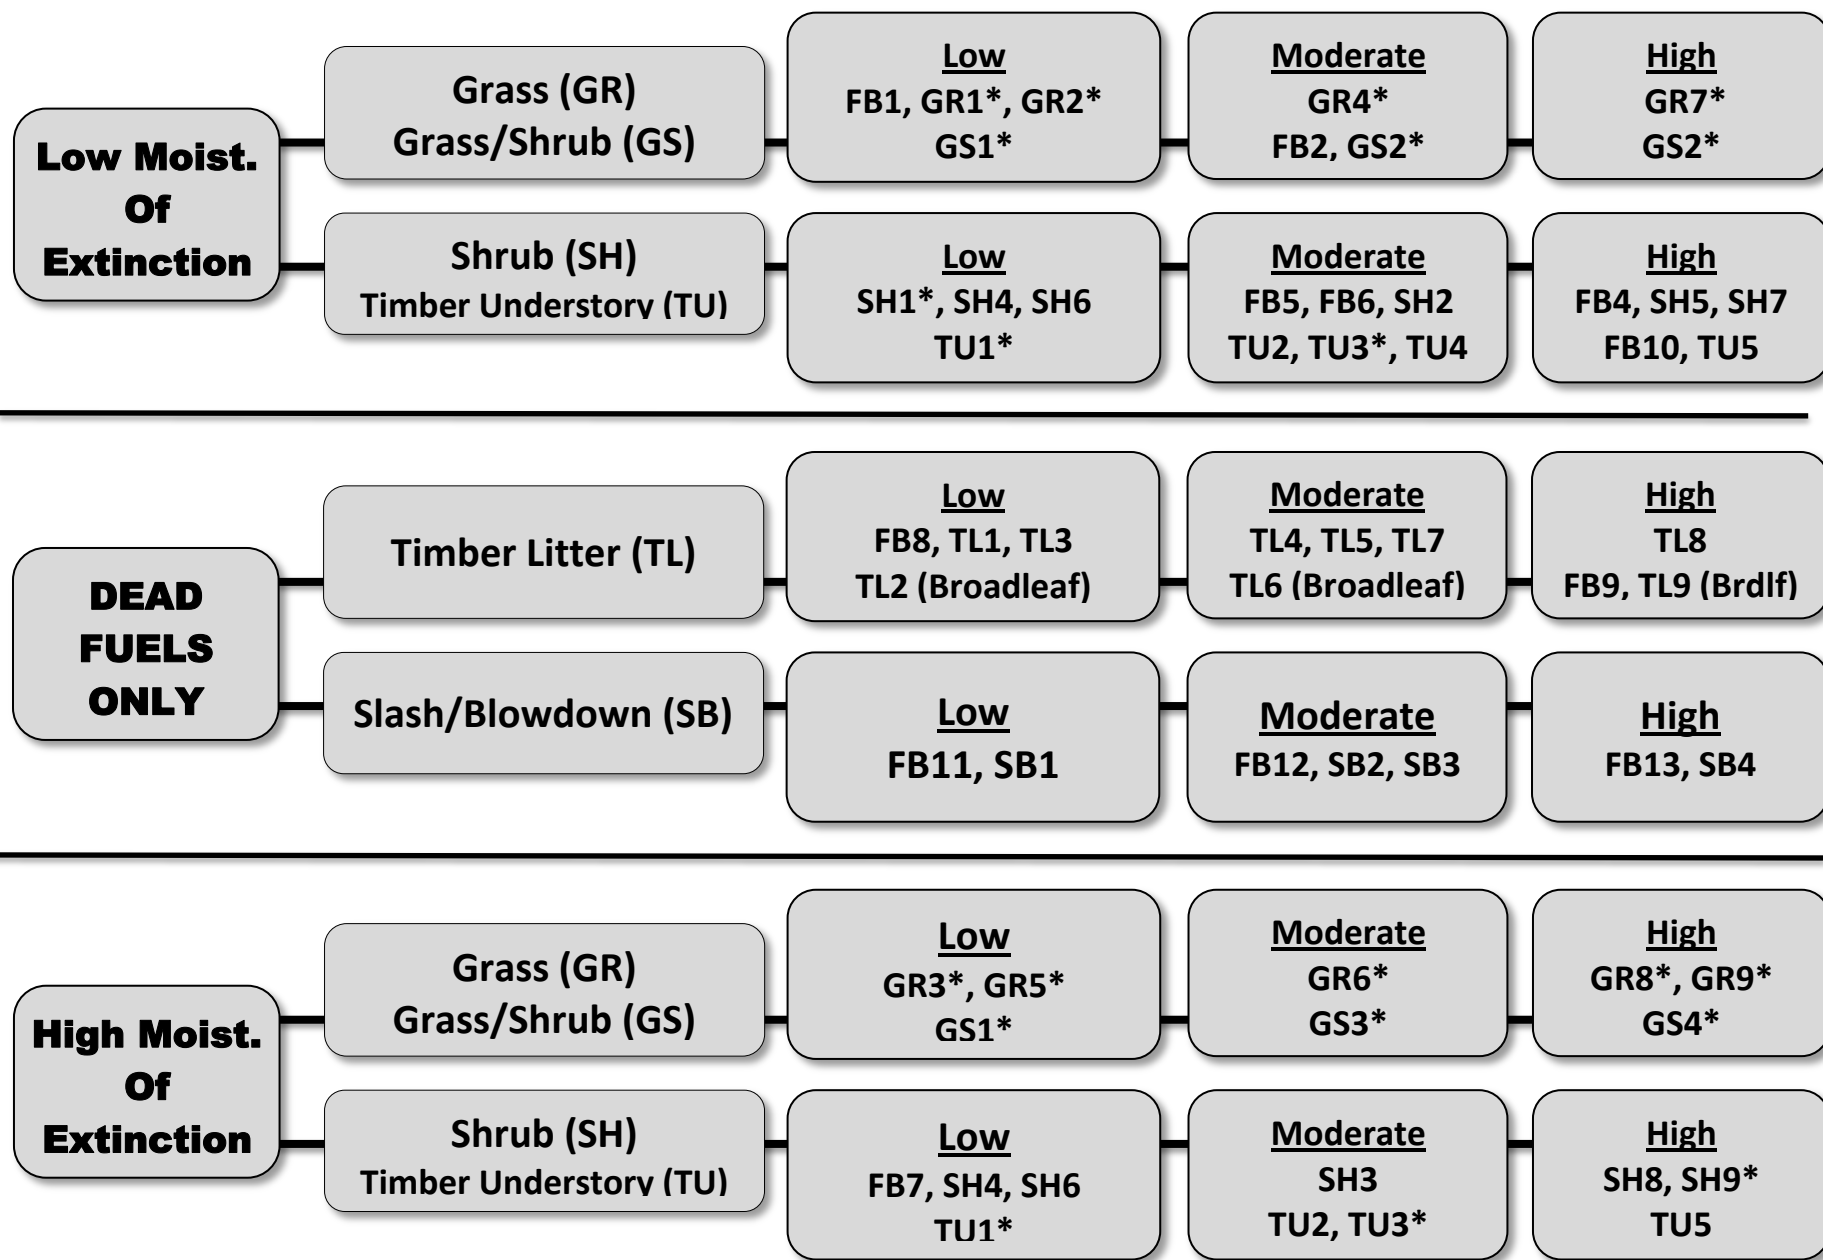 Low Moist.
Of
Extinction
Grass (GR)
Grass/Shrub (GS)
Low
FB1, GR1*, GR2*
GS1*
Moderate
GR4*
FB2, GS2*
High
GR7*
GS2*
Shrub (SH)
Timber Understory (TU)
Low
SH1*, SH4, SH6
TU1*
Moderate
FB5, FB6, SH2
TU2, TU3*, TU4
High
FB4, SH5, SH7
FB10, TU5
DEAD
FUELS
ONLY
Timber Litter (TL)
Low
FB8, TL1, TL3
TL2 (Broadleaf)
Moderate
TL4, TL5, TL7
TL6 (Broadleaf)
High
TL8
FB9, TL9 (Brdlf)
Slash/Blowdown (SB)
Low
FB11, SB1
Moderate
FB12, SB2, SB3
High
FB13, SB4
High Moist.
Of
Extinction
Grass (GR)
Grass/Shrub (GS)
Low
GR3*, GR5*
GS1*
Moderate
GR6*
GS3*
High
GR8*, GR9*
GS4*
Shrub (SH)
Timber Understory (TU)
Low
FB7, SH4, SH6
TU1*
Moderate
SH3
TU2, TU3*
High
SH8, SH9*
TU5